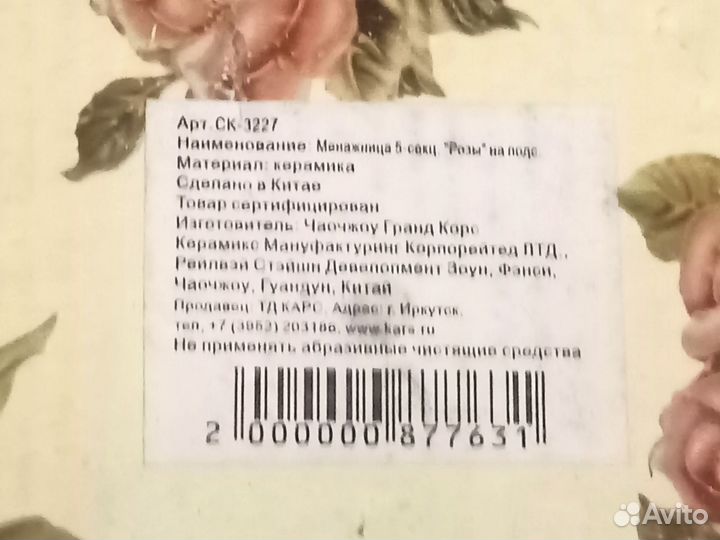 Арт. СК-3227
Наименование: Менажница 5-секц. "Розы" на подс.
Материал: керамика
Сделано в Китае
Товар сертифицирован
Изготовитель: Чаочжоу Гранд Корс
Керамикс Мануфактуринг Корпорейтед ЛТД.,
Рейлвэй Стэйшн Девелопмент Зоун, Фэнси,
Чаочжоу, Гуандун, Китай
Продавец: ТД КАРС, Адрес: г. Иркутск,
тел. +7 (3952) 203186, www.kars.ru
Не применять абразивные чистящие средства
2 000000 877631
Avito